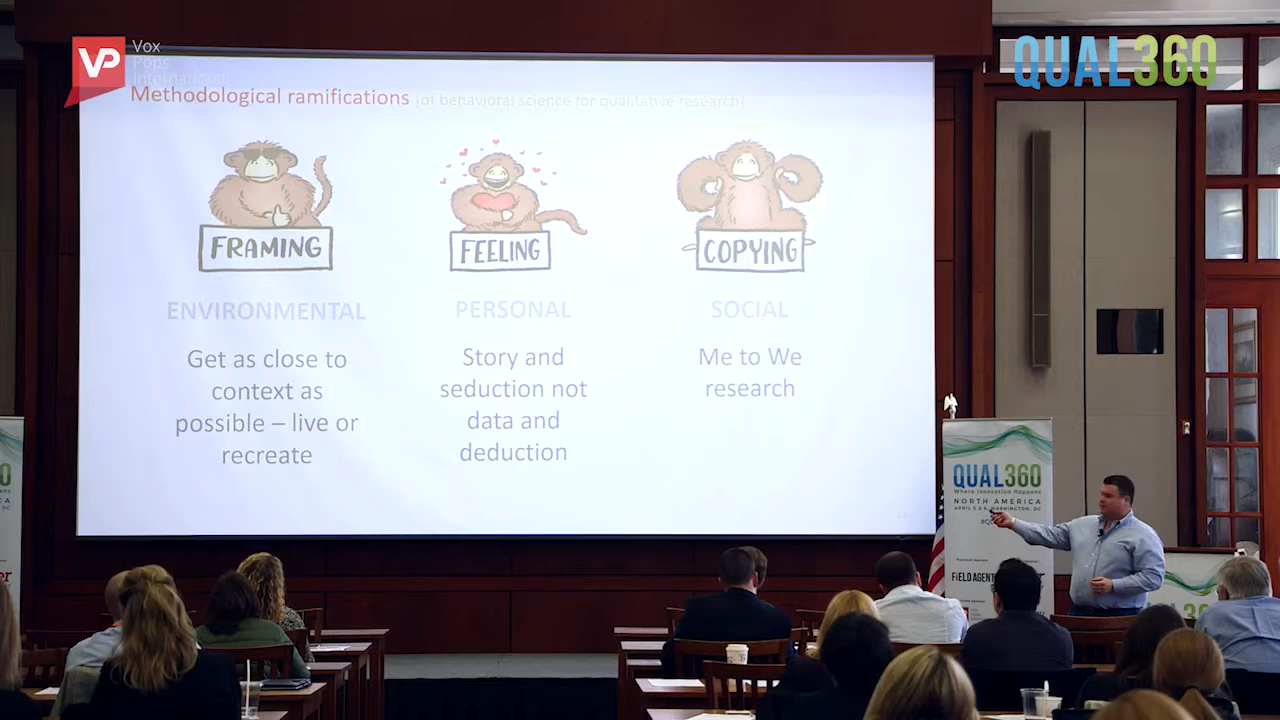 VP
Vox
Pops
International
QUAL360
Methodological ramifications [of behavioral science for qualitative research]
FRAMING
FEELING
COPYING
ENVIRONMENTAL
Get as close to
context as
possible – live or
recreate
PERSONAL
Story and
seduction not
data and
deduction
SOCIAL
Me to We
research
QUAL360
Where Innovation Happens
NORTH AMERICA
WASHINGTON, DC
FIELD AGENT